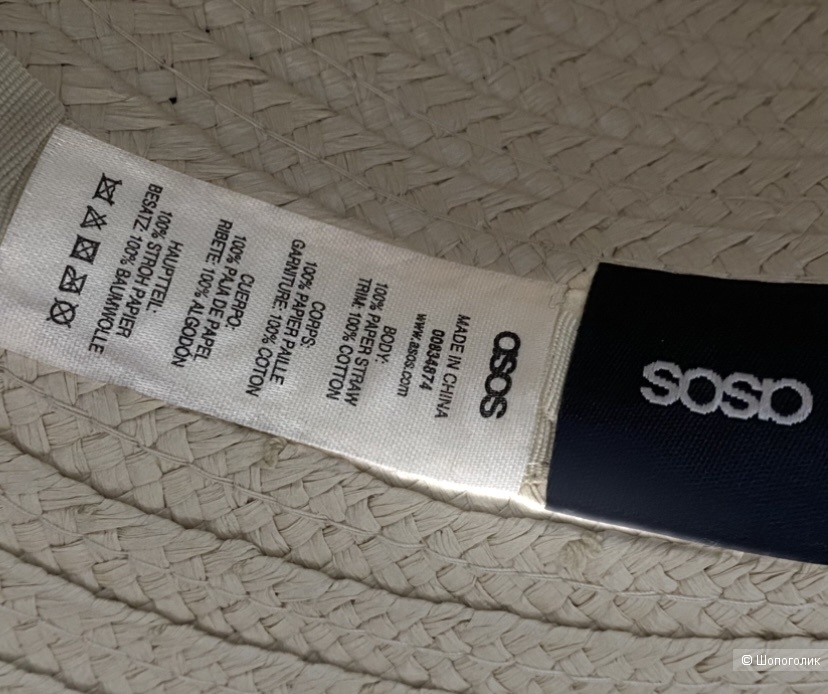 asos
MADE IN CHINA
00834874
www.asos.com
BODY:
100% PAPER STRAW
TRIM: 100% COTTON
CORPS:
100% PAPIER PAILLE
GARNITURE: 100% COTON
CUERPO:
100% PAJA DE PAPEL
RIBETE: 100% ALGODÓN
HAUPTTEIL:
100% STROH PAPIER
BESATZ: 100% BAUMWOLLE
asos
© Шопоголик